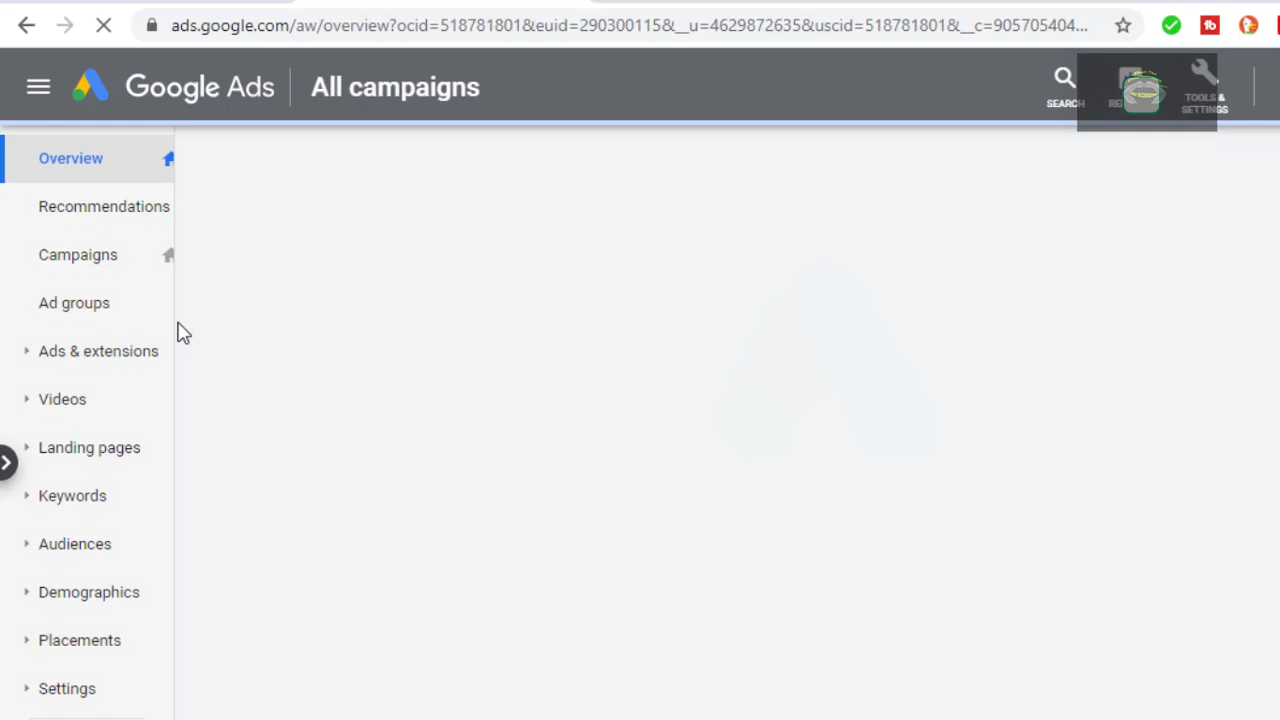 ads.google.com/aw/overview?ocid=518781801&euid=290300115&__u=4629872635&uscid=518781801&__c=905705404...
Google Ads All campaigns
SEARCH
TOOLS &
SETTINGS
Overview
Recommendations
Campaigns
Ad groups
Ads & extensions
Videos
Landing pages
Keywords
Audiences
Demographics
Placements
Settings